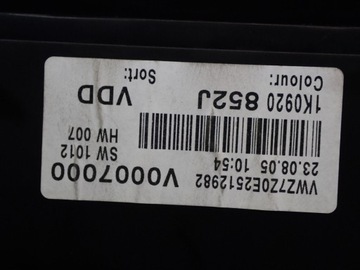 VWZ7Z0E2512982
23.08.05 10:54
V0007000
SW 1012
HW 007
1K0920 852J
VDD
Colour:
Sort: